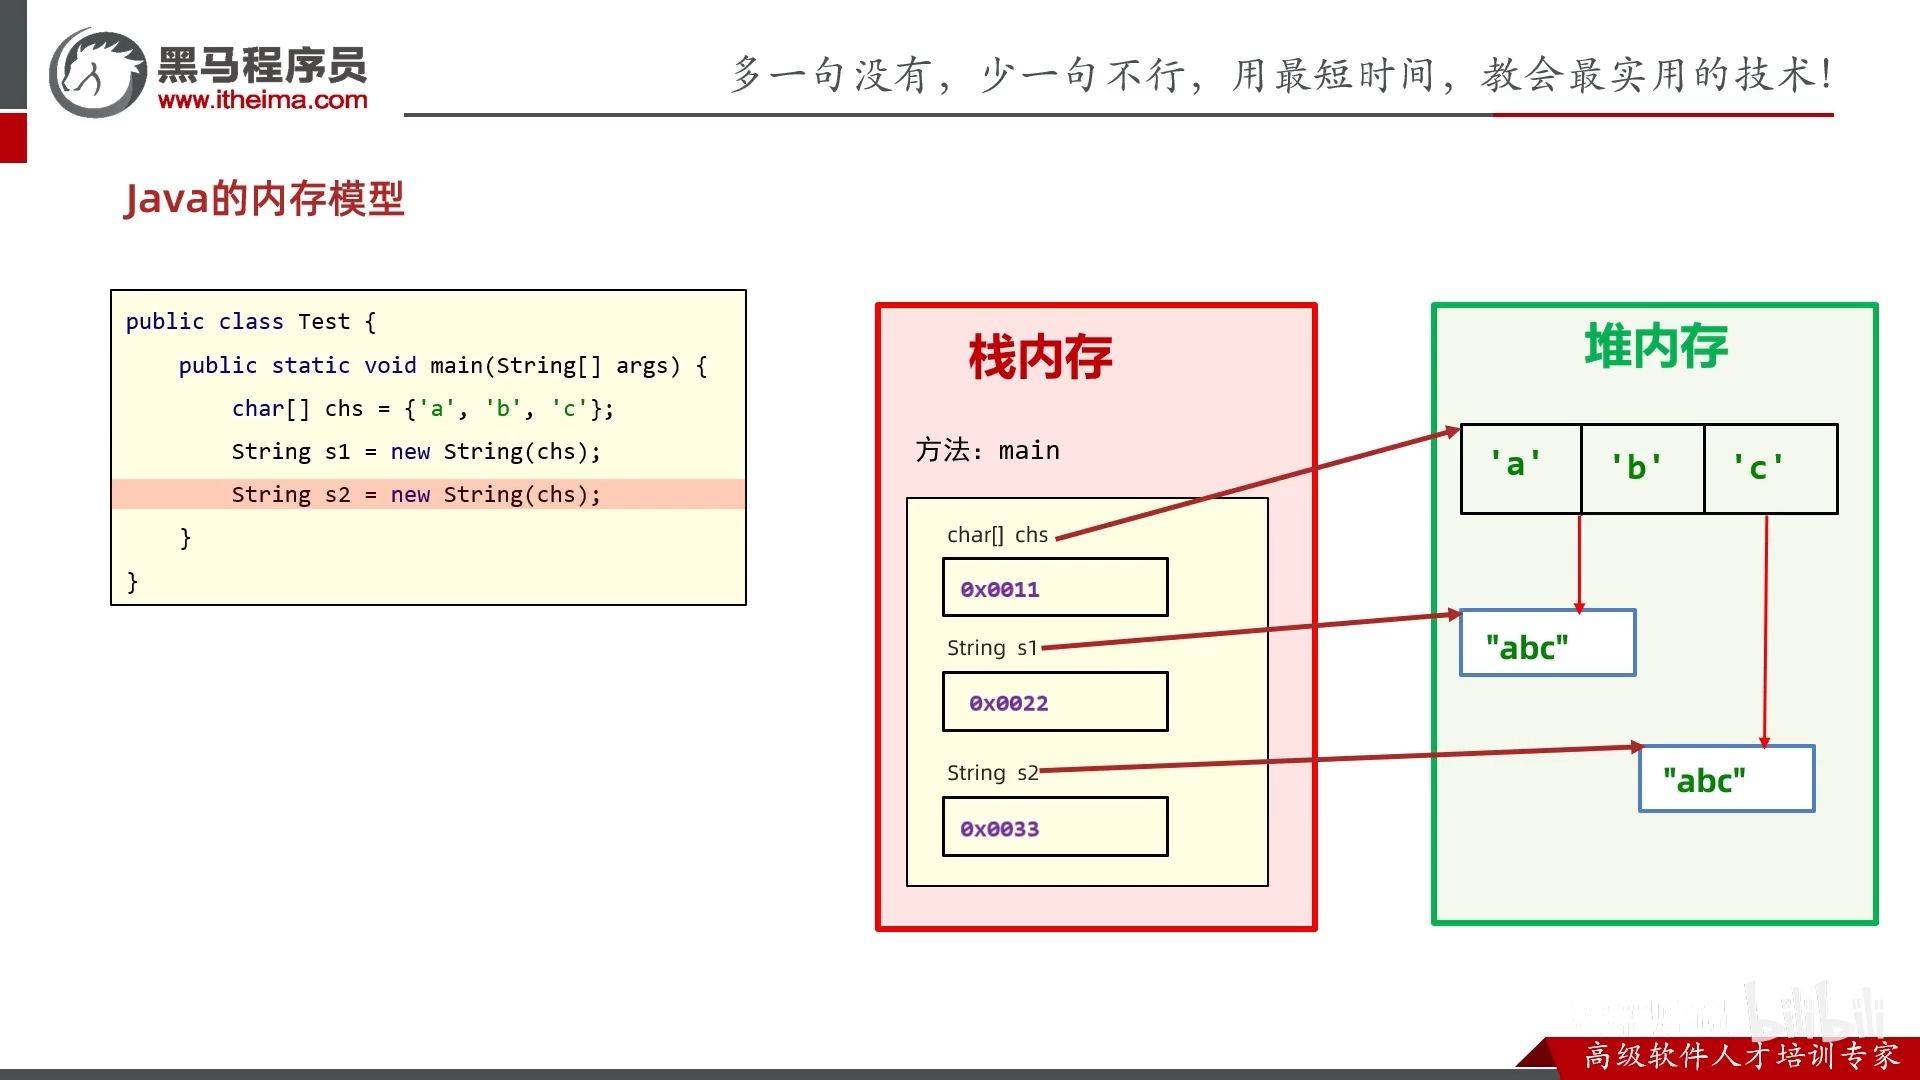 黑马程序员
www.itheima.com
多一句没有，少一句不行，用最短时间，教会最实用的技术！
Java的内存模型
public class Test {
public static void main(String[] args) {
char[] chs = {'a', 'b', 'c'};
String s1 = new String(chs);
String s2 = new String(chs);
}
}
栈内存
方法：main
char[] chs
0x0011
String s1
0x0022
String s2
0x0033
堆内存
'a' 'b' 'c'
"abc"
"abc"
bilibili
高级软件人才培训专家